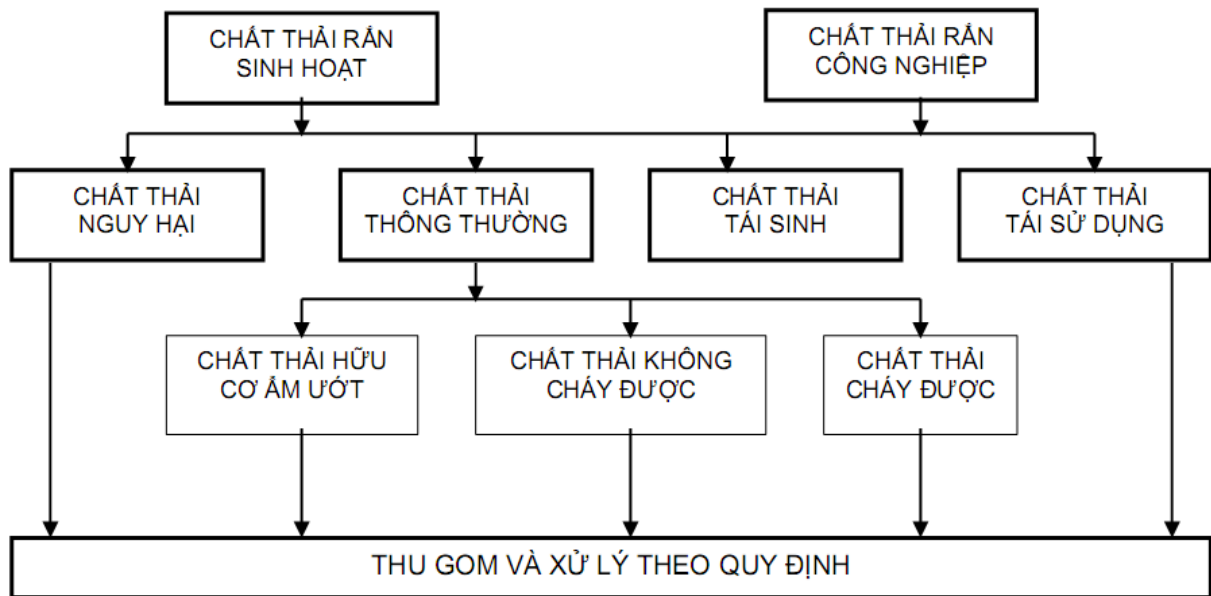 CHẤT THẢI RẮN
SINH HOẠT
CHẤT THẢI RẮN
CÔNG NGHIỆP
CHẤT THẢI
NGUY HẠI
CHẤT THẢI
THÔNG THƯỜNG
CHẤT THẢI
TÁI SINH
CHẤT THẢI
TÁI SỬ DỤNG
CHẤT THẢI HỮU
CƠ ẨM ƯỚT
CHẤT THẢI KHÔNG
CHÁY ĐƯỢC
CHẤT THẢI
CHÁY ĐƯỢC
THU GOM VÀ XỬ LÝ THEO QUY ĐỊNH